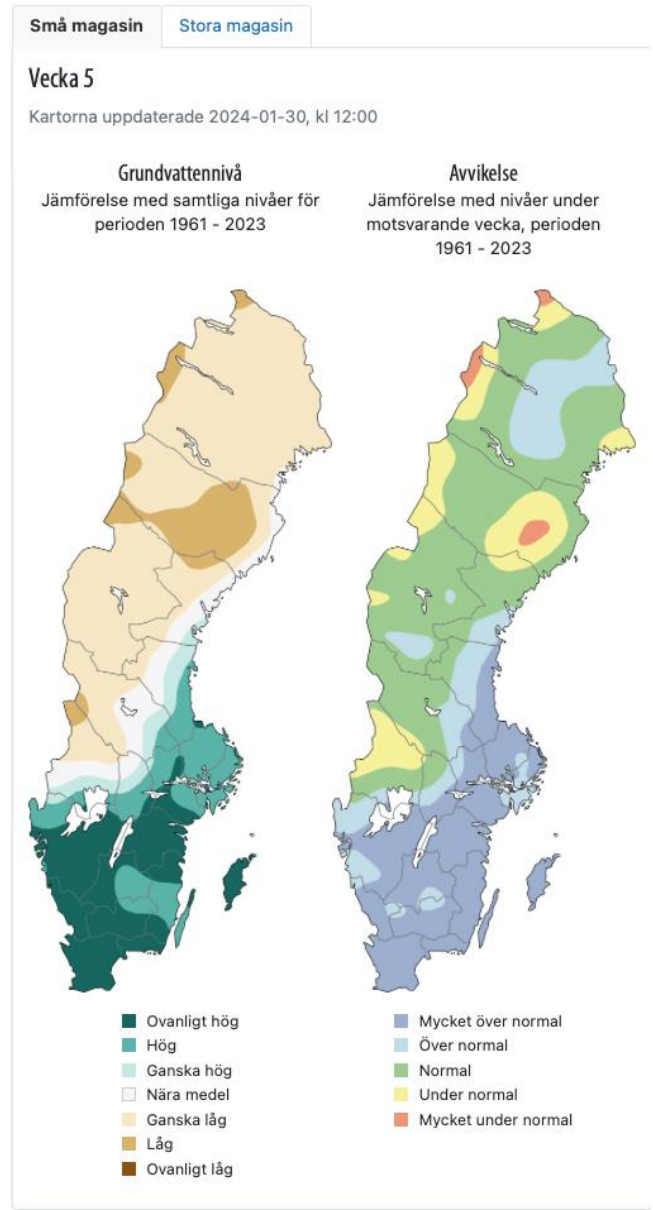 Små magasin
Stora magasin
Vecka 5
Kartorna uppdaterade 2024-01-30, kl 12:00
Grundvattennivå
Jämförelse med samtliga nivåer för
perioden 1961 - 2023
Avvikelse
Jämförelse med nivåer under
motsvarande vecka, perioden
1961 - 2023
Ovanligt hög
Hög
Ganska hög
Nära medel
Ganska låg
Låg
Ovanligt låg
Mycket över normal
Över normal
Normal
Under normal
Mycket under normal